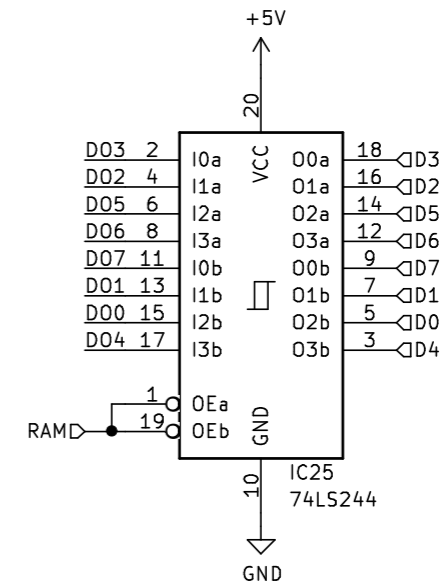 +5V
20
DO3 2 I0a VCC O0a 18 D3
DO2 4 I1a O1a 16 D2
DO5 6 I2a O2a 14 D5
DO6 8 I3a O3a 12 D6
DO7 11 I0b O0b 9 D7
DO1 13 I1b O1b 7 D1
DO0 15 I2b O2b 5 D0
DO4 17 I3b O3b 3 D4
1 OEa
RAM 19 OEb GND
10 IC25
74LS244
GND